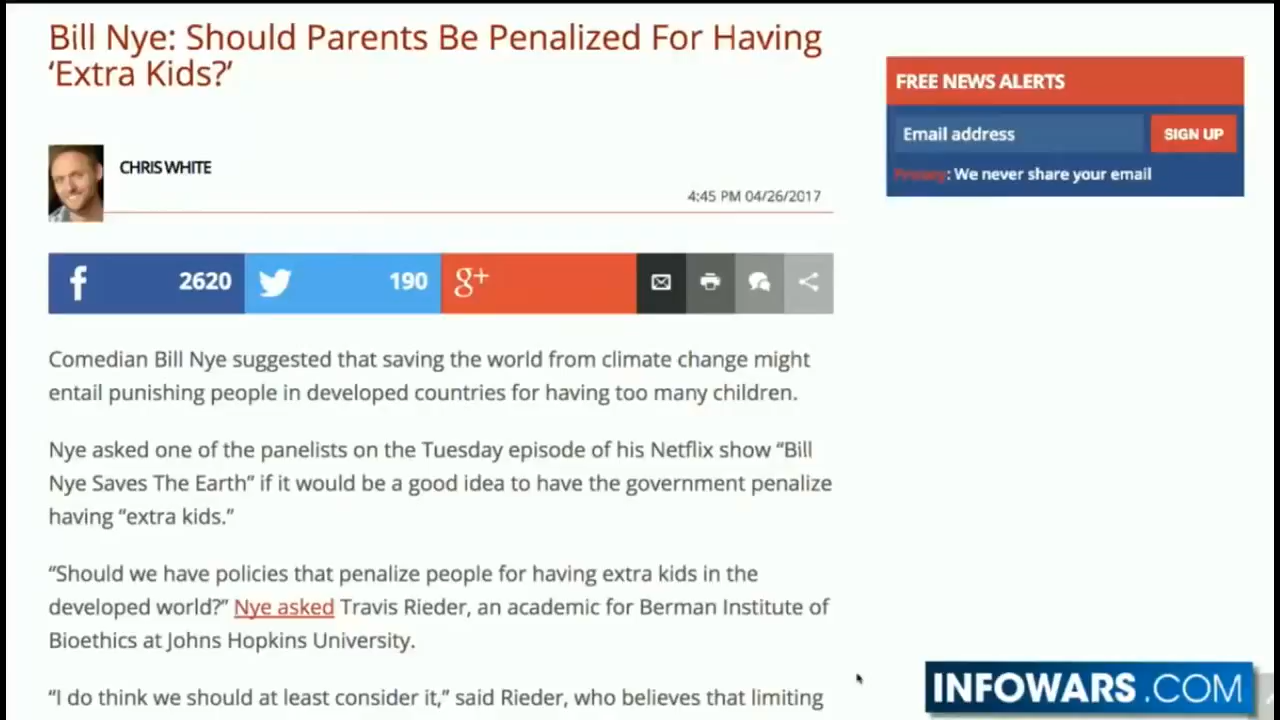 Bill Nye: Should Parents Be Penalized For Having
‘Extra Kids?’
FREE NEWS ALERTS
Email address
SIGN UP
Privacy: We never share your email
CHRIS WHITE
4:45 PM 04/26/2017
f 2620
190
g+
Comedian Bill Nye suggested that saving the world from climate change might
entail punishing people in developed countries for having too many children.
Nye asked one of the panelists on the Tuesday episode of his Netflix show “Bill
Nye Saves The Earth” if it would be a good idea to have the government penalize
having “extra kids.”
“Should we have policies that penalize people for having extra kids in the
developed world?” Nye asked Travis Rieder, an academic for Berman Institute of
Bioethics at Johns Hopkins University.
“I do think we should at least consider it,” said Rieder, who believes that limiting
INFOWARS.COM